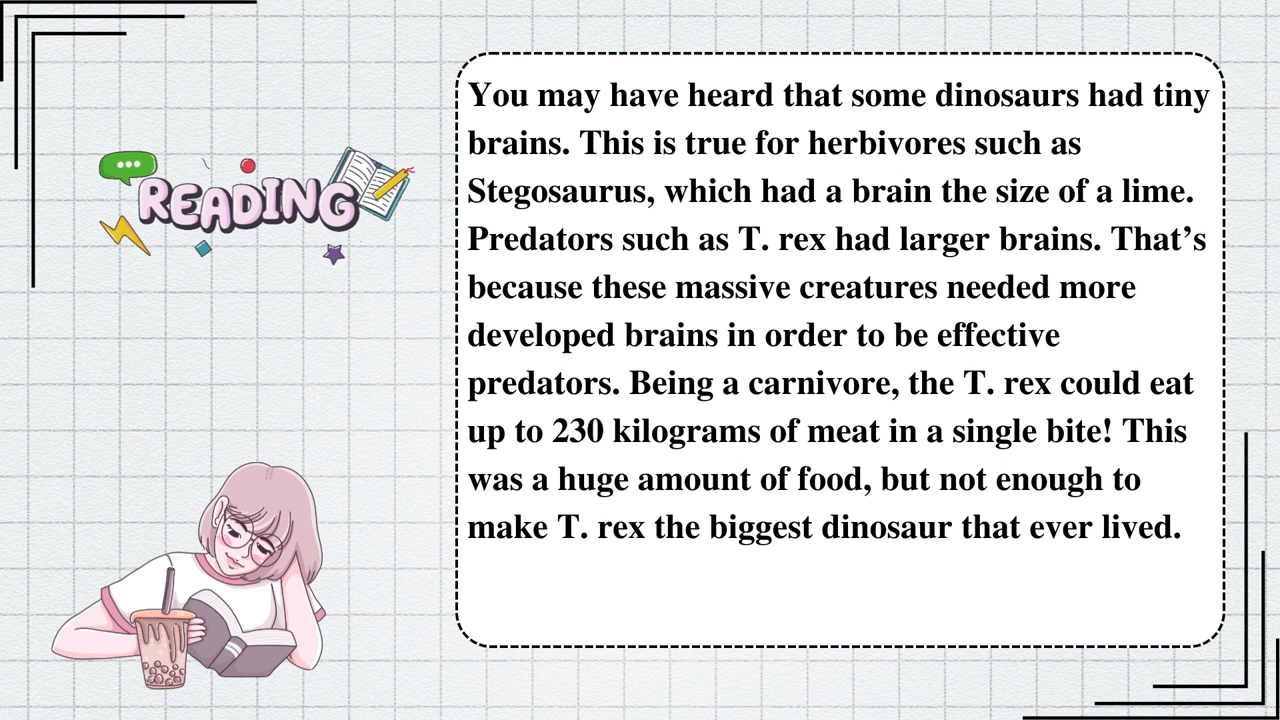 READING
You may have heard that some dinosaurs had tiny
brains. This is true for herbivores such as
Stegosaurus, which had a brain the size of a lime.
Predators such as T. rex had larger brains. That’s
because these massive creatures needed more
developed brains in order to be effective
predators. Being a carnivore, the T. rex could eat
up to 230 kilograms of meat in a single bite! This
was a huge amount of food, but not enough to
make T. rex the biggest dinosaur that ever lived.